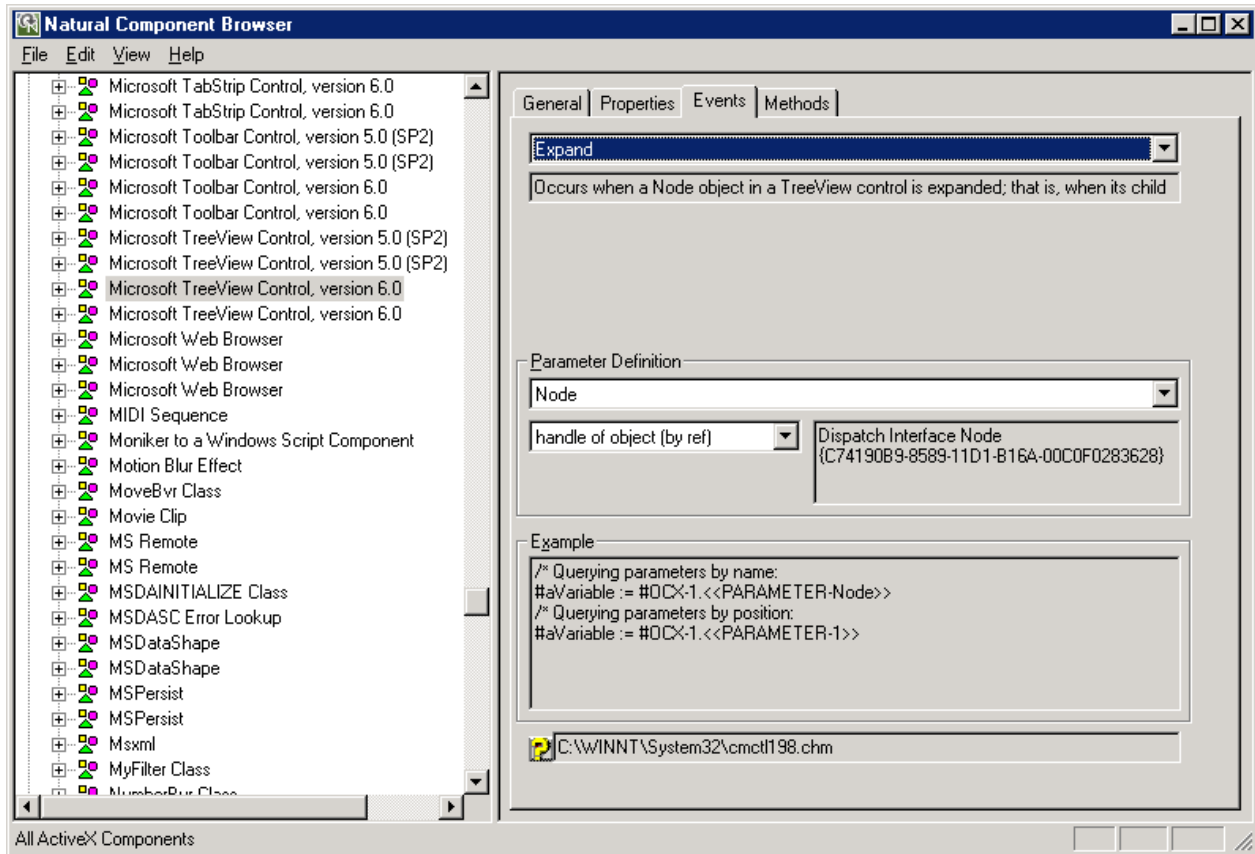 Natural Component Browser
File Edit View Help
Microsoft TabStrip Control, version 6.0
Microsoft TabStrip Control, version 6.0
Microsoft Toolbar Control, version 5.0 (SP2)
Microsoft Toolbar Control, version 5.0 (SP2)
Microsoft Toolbar Control, version 6.0
Microsoft Toolbar Control, version 6.0
Microsoft TreeView Control, version 5.0 (SP2)
Microsoft TreeView Control, version 5.0 (SP2)
Microsoft TreeView Control, version 6.0
Microsoft TreeView Control, version 6.0
Microsoft Web Browser
Microsoft Web Browser
Microsoft Web Browser
MIDI Sequence
Moniker to a Windows Script Component
Motion Blur Effect
MoveBvr Class
Movie Clip
MS Remote
MS Remote
MSDAINITIALIZE Class
MSDASC Error Lookup
MSDataShape
MSDataShape
MSPersist
MSPersist
Msxml
MyFilter Class
NumberBvr Class
General Properties Events Methods
Expand
Occurs when a Node object in a TreeView control is expanded; that is, when its child
Parameter Definition
Node
handle of object (by ref)
Dispatch Interface Node
{C74190B9-8589-11D1-B16A-00C0F0283628}
Example
/* Querying parameters by name:
#aVariable := #OCX-1.<<PARAMETER-Node>>
/* Querying parameters by position:
#aVariable := #OCX-1.<<PARAMETER-1>>
C:\WINNT\System32\cmctl198.chm
All ActiveX Components